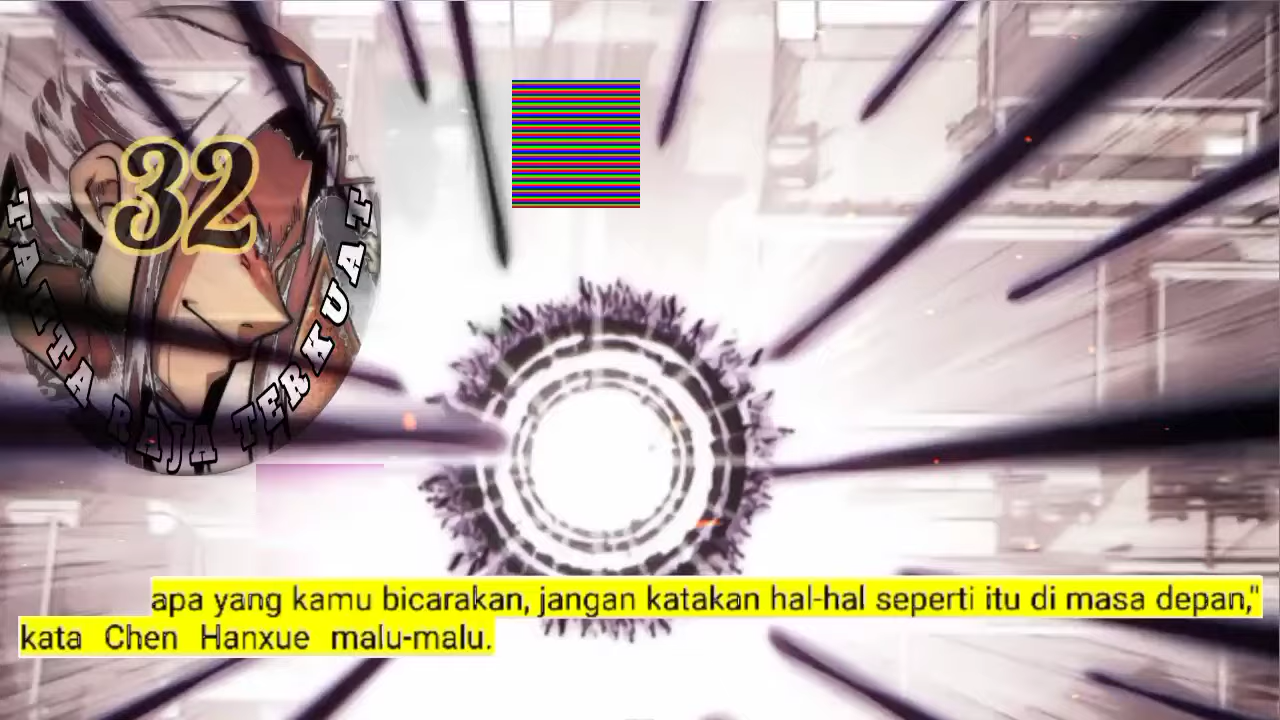 32
TAHTA RAJA TERKUAT
apa yang kamu bicarakan, jangan katakan hal-hal seperti itu di masa depan,"
kata Chen Hanxue malu-malu.